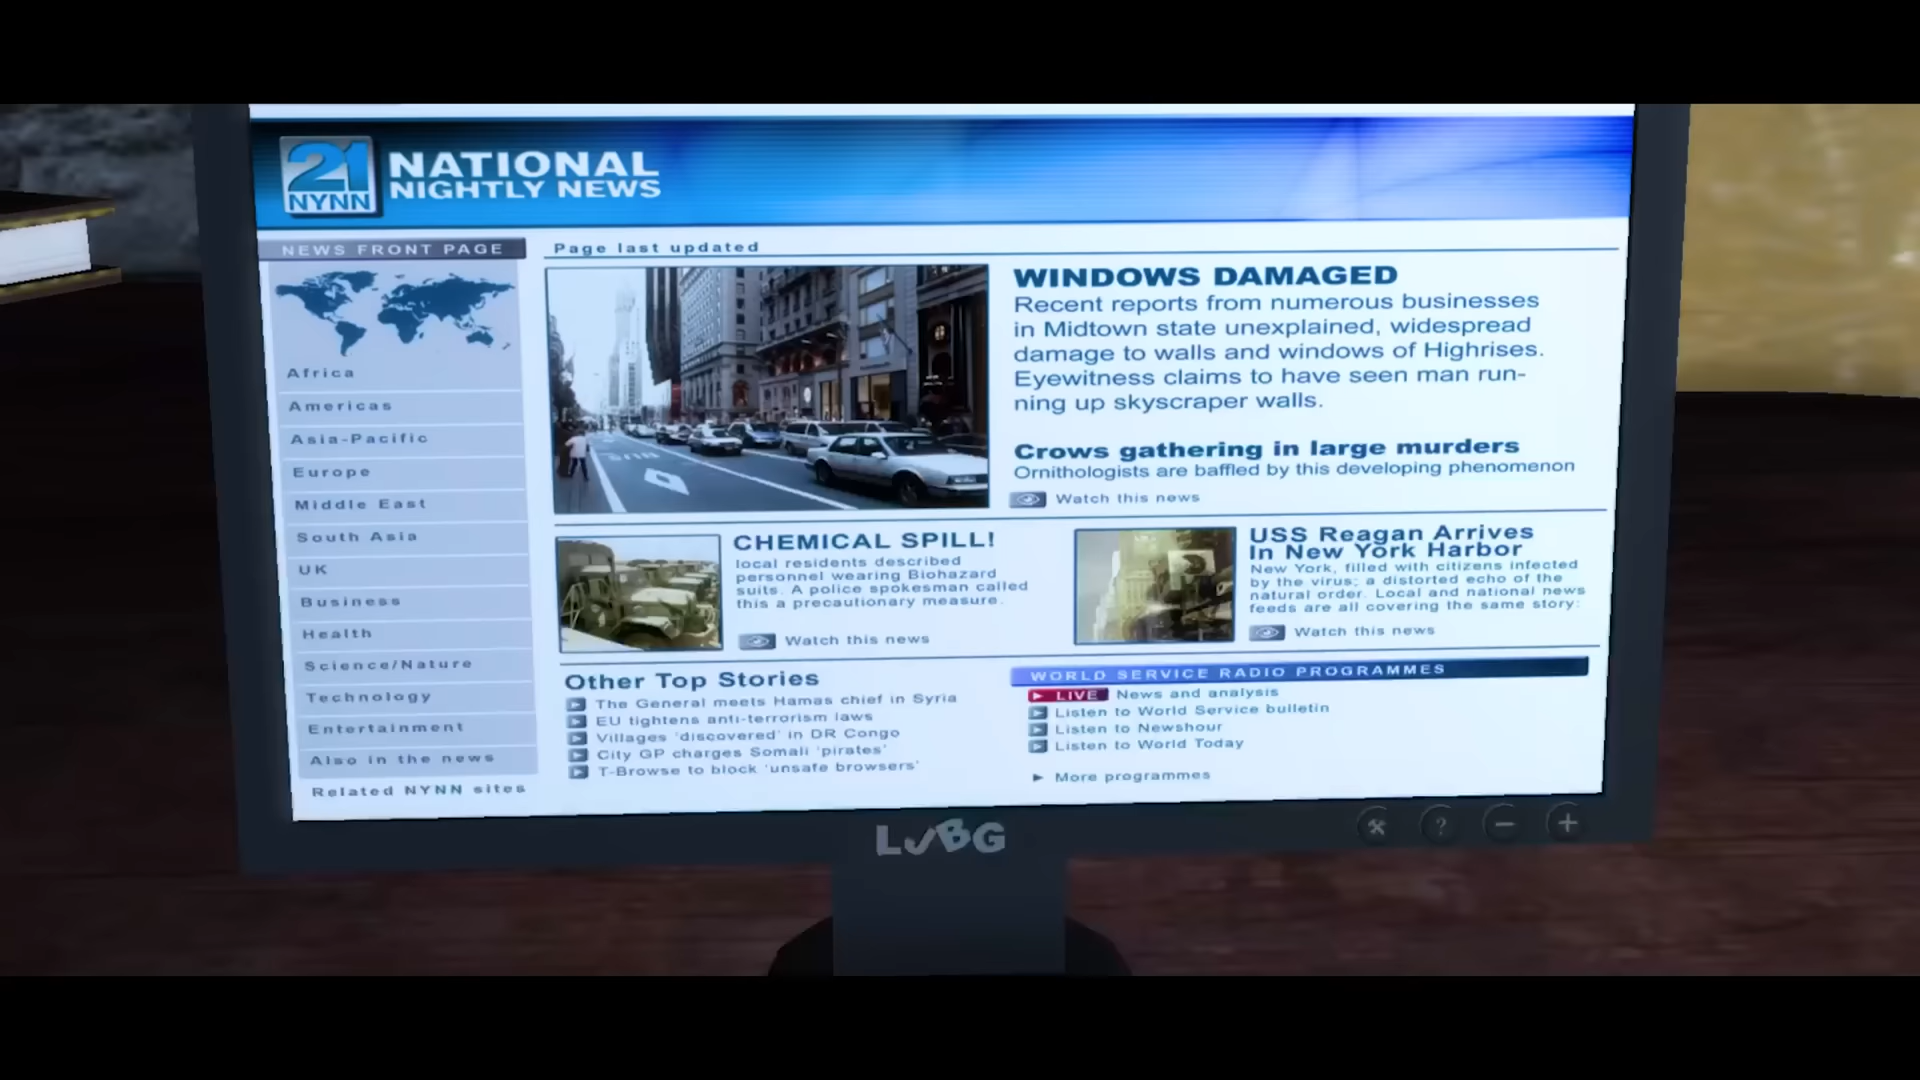 21
NYNN
NATIONAL
NIGHTLY NEWS
NEWS FRONT PAGE
Africa
Americas
Asia-Pacific
Europe
Middle East
South Asia
UK
Business
Health
Science/Nature
Technology
Entertainment
Also in the news
Related NYNN sites
Page last updated
WINDOWS DAMAGED
Recent reports from numerous businesses
in Midtown state unexplained, widespread
damage to walls and windows of Highrises.
Eyewitness claims to have seen man run-
ning up skyscraper walls.
Crows gathering in large murders
Ornithologists are baffled by this developing phenomenon
Watch this news
CHEMICAL SPILL!
local residents described
personnel wearing Biohazard
suits. A police spokesman called
this a precautionary measure.
Watch this news
USS Reagan Arrives
In New York Harbor
New York, filled with citizens infected
by the virus; a distorted echo of the
natural order. Local and national news
feeds are all covering the same story:
Watch this news
Other Top Stories
The General meets Hamas chief in Syria
EU tightens anti-terrorism laws
Villages 'discovered' in DR Congo
City GP charges Somali 'pirates'
T-Browse to block 'unsafe browsers'
WORLD SERVICE RADIO PROGRAMMES
LIVE News and analysis
Listen to World Service bulletin
Listen to Newshour
Listen to World Today
More programmes
? − +